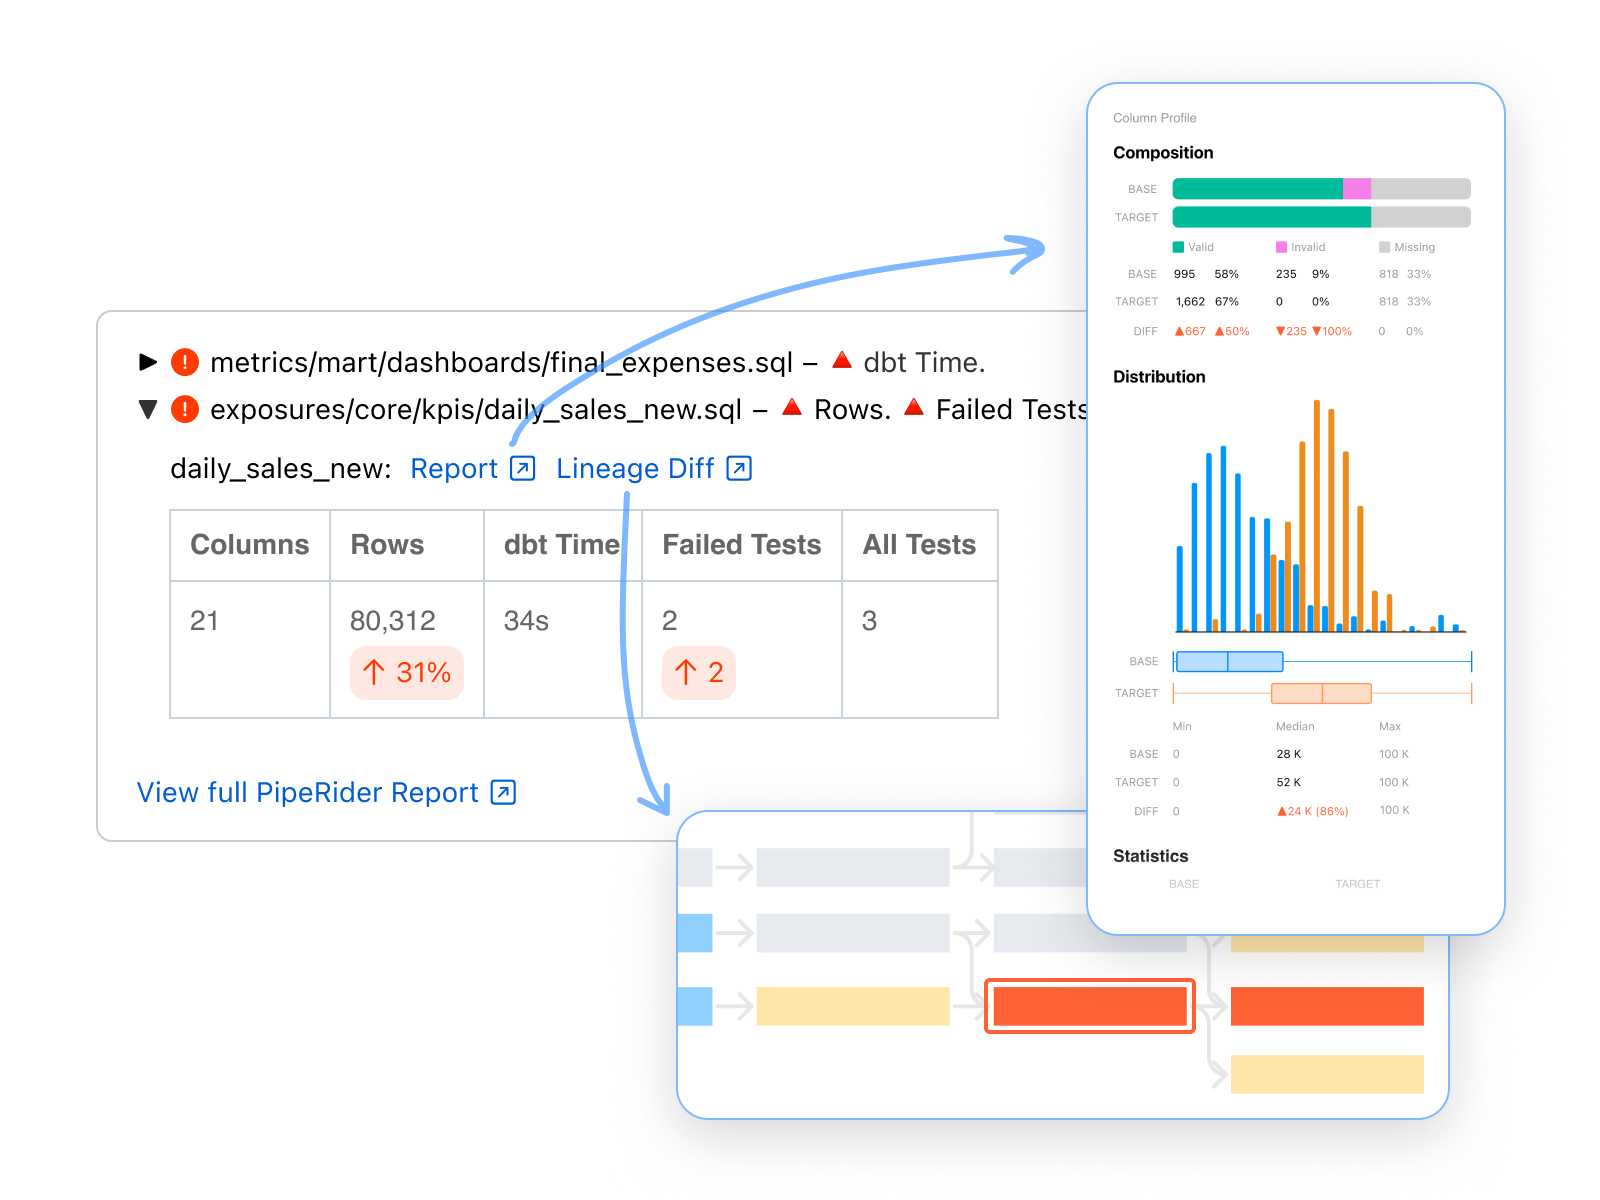 metrics/mart/dashboards/final_expenses.sql – 🔺 dbt Time.
exposures/core/kpis/daily_sales_new.sql – 🔺 Rows. 🔺 Failed Tests
daily_sales_new: Report Lineage Diff
Columns Rows dbt Time Failed Tests All Tests
21 80,312 34s 2 3
↑ 31% ↑ 2
View full PipeRider Report
Column Profile
Composition
BASE
TARGET
Valid Invalid Missing
BASE 995 58% 235 9% 818 33%
TARGET 1,662 67% 0 0% 818 33%
DIFF ▲667 ▲50% ▼235 ▼100% 0 0%
Distribution
BASE
TARGET
Min Median Max
BASE 0 28 K 100 K
TARGET 0 52 K 100 K
DIFF 0 ▲24 K (86%) 100 K
Statistics
BASE TARGET